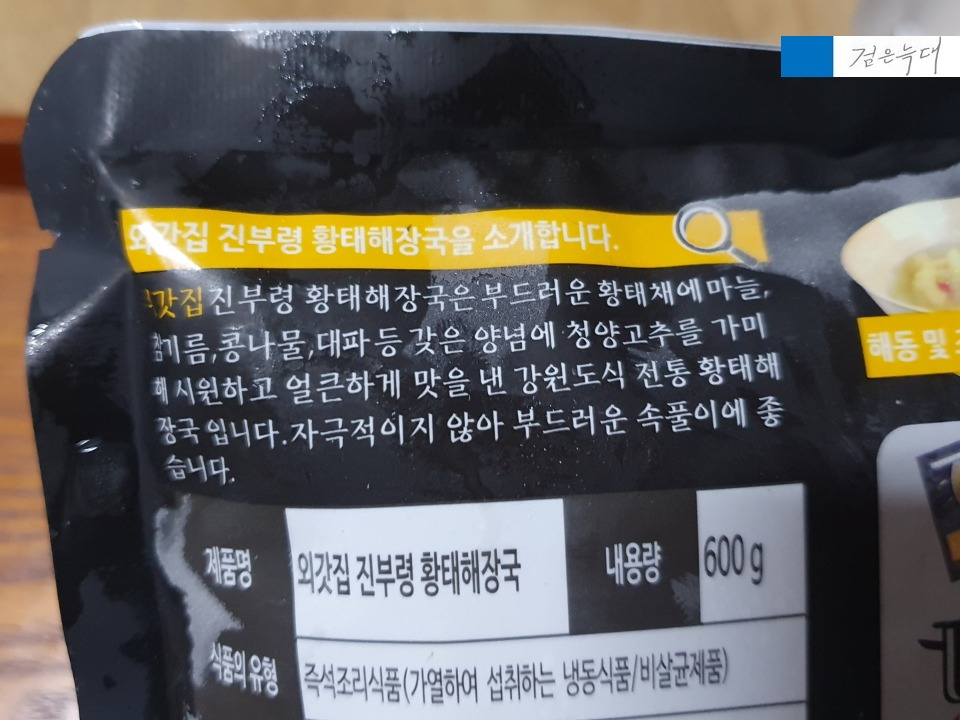 검은늑대
외갓집 진부령 황태해장국을 소개합니다.
외갓집 진부령 황태해장국은 부드러운 황태채에 마늘,
참기름,콩나물,대파 등 갖은 양념에 청양고추를 가미
해 시원하고 얼큰하게 맛을 낸 강원도식 전통 황태해
장국 입니다.자극적이지 않아 부드러운 속풀이에 좋
습니다.
해동 및
제품명 외갓집 진부령 황태해장국 내용량 600 g
식품의 유형 즉석조리식품(가열하여 섭취하는 냉동식품/비살균제품)